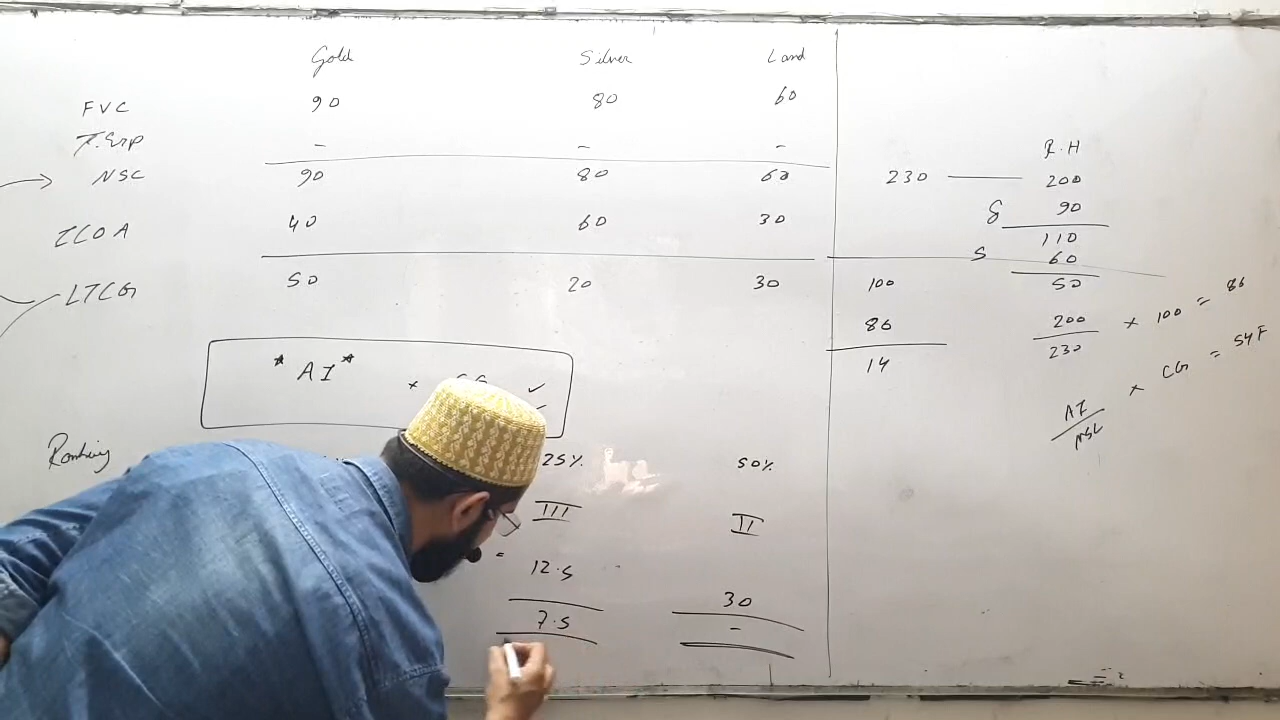 Gold Silver Land
FVC 90 80 60
T. Exp - - -
NSC 90 80 60
ICOA 40 60 30
LTCG 50 20 30
* AI * ×
Ranking 25% 50%
III II
=
12.5 30
7.5 -
R.H
230 — 200
G 90
110
S 60
100 50
86 200/230 × 100 = 86
14
AI/NSC × CG = 54F